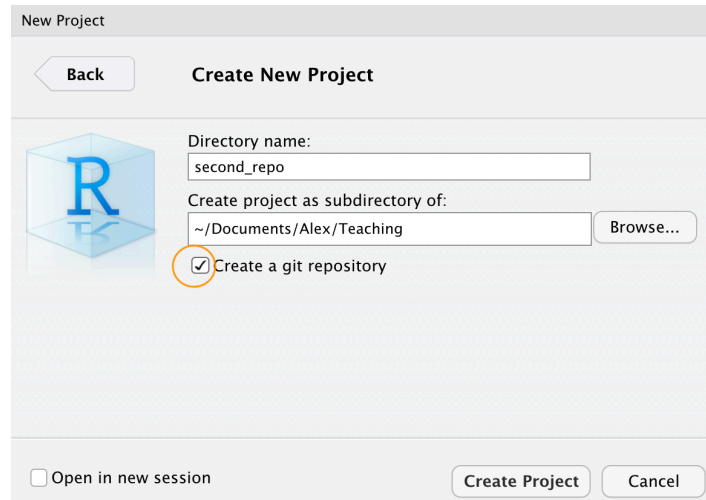 New Project
Back
Create New Project
Directory name:
second_repo
Create project as subdirectory of:
~/Documents/Alex/Teaching
Browse...
Create a git repository
R
Open in new session
Create Project
Cancel